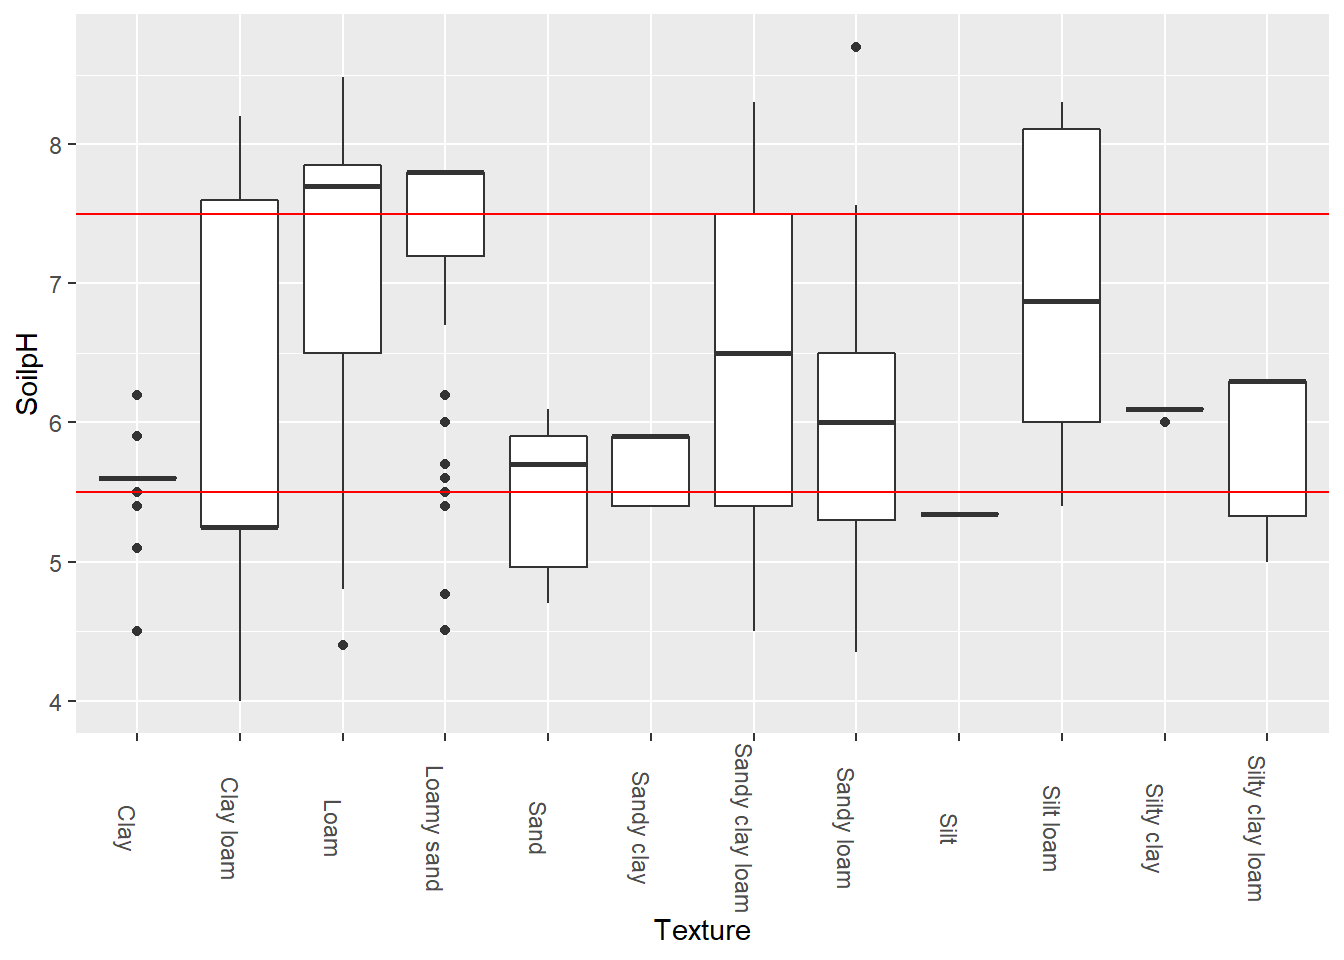 SoilpH
8
7
6
5
4
Clay
Clay loam
Loam
Loamy sand
Sand
Sandy clay
Sandy clay loam
Sandy loam
Silt
Silt loam
Silty clay
Silty clay loam
Texture